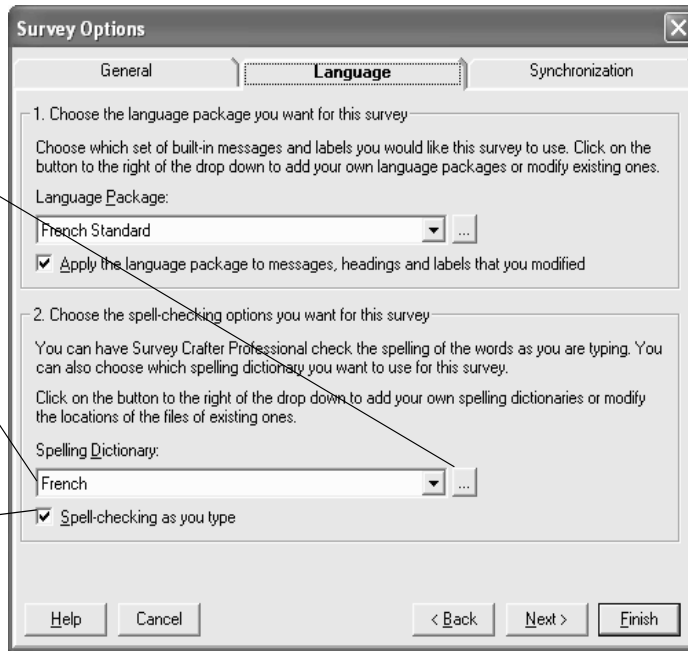 Survey Options
General
Language
Synchronization
1. Choose the language package you want for this survey
Choose which set of built-in messages and labels you would like this survey to use. Click on the
button to the right of the drop down to add your own language packages or modify existing ones.
Language Package:
French Standard
...
Apply the language package to messages, headings and labels that you modified
2. Choose the spell-checking options you want for this survey
You can have Survey Crafter Professional check the spelling of the words as you are typing. You
can also choose which spelling dictionary you want to use for this survey.
Click on the button to the right of the drop down to add your own spelling dictionaries or modify
the locations of the files of existing ones.
Spelling Dictionary:
French
...
Spell-checking as you type
Help
Cancel
< Back
Next >
Finish